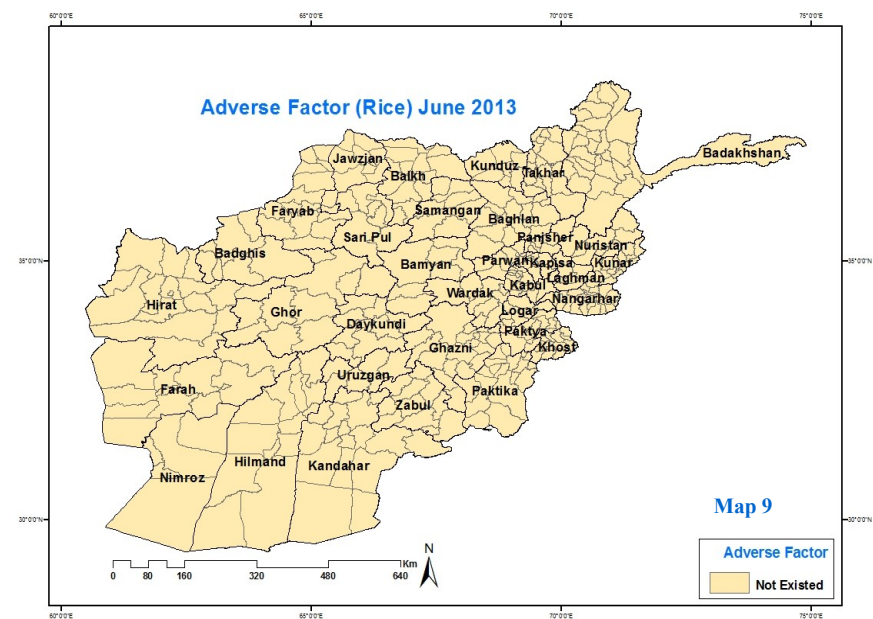 60°0'0"E 65°0'0"E 70°0'0"E 75°0'0"E
Adverse Factor (Rice) June 2013
Badakhshan
Jawzjan
Kunduz
Balkh
Takhar
Faryab
Samangan
Baghlan
Sari Pul
Panjsher
Nuristan
Badghis
35°0'0"N
Bamyan
Parwan
Kapisa
Kunar
35°0'0"N
Laghman
Kabul
Wardak
Nangarhar
Hirat
Ghor
Logar
Daykundi
Paktya
Ghazni
Khost
Uruzgan
Farah
Paktika
Zabul
Hilmand
Kandahar
Nimroz
Map 9
30°0'0"N
30°0'0"N
N
Adverse Factor
Km
0 80 160 320 480 640
Not Existed
60°0'0"E 65°0'0"E 70°0'0"E 75°0'0"E